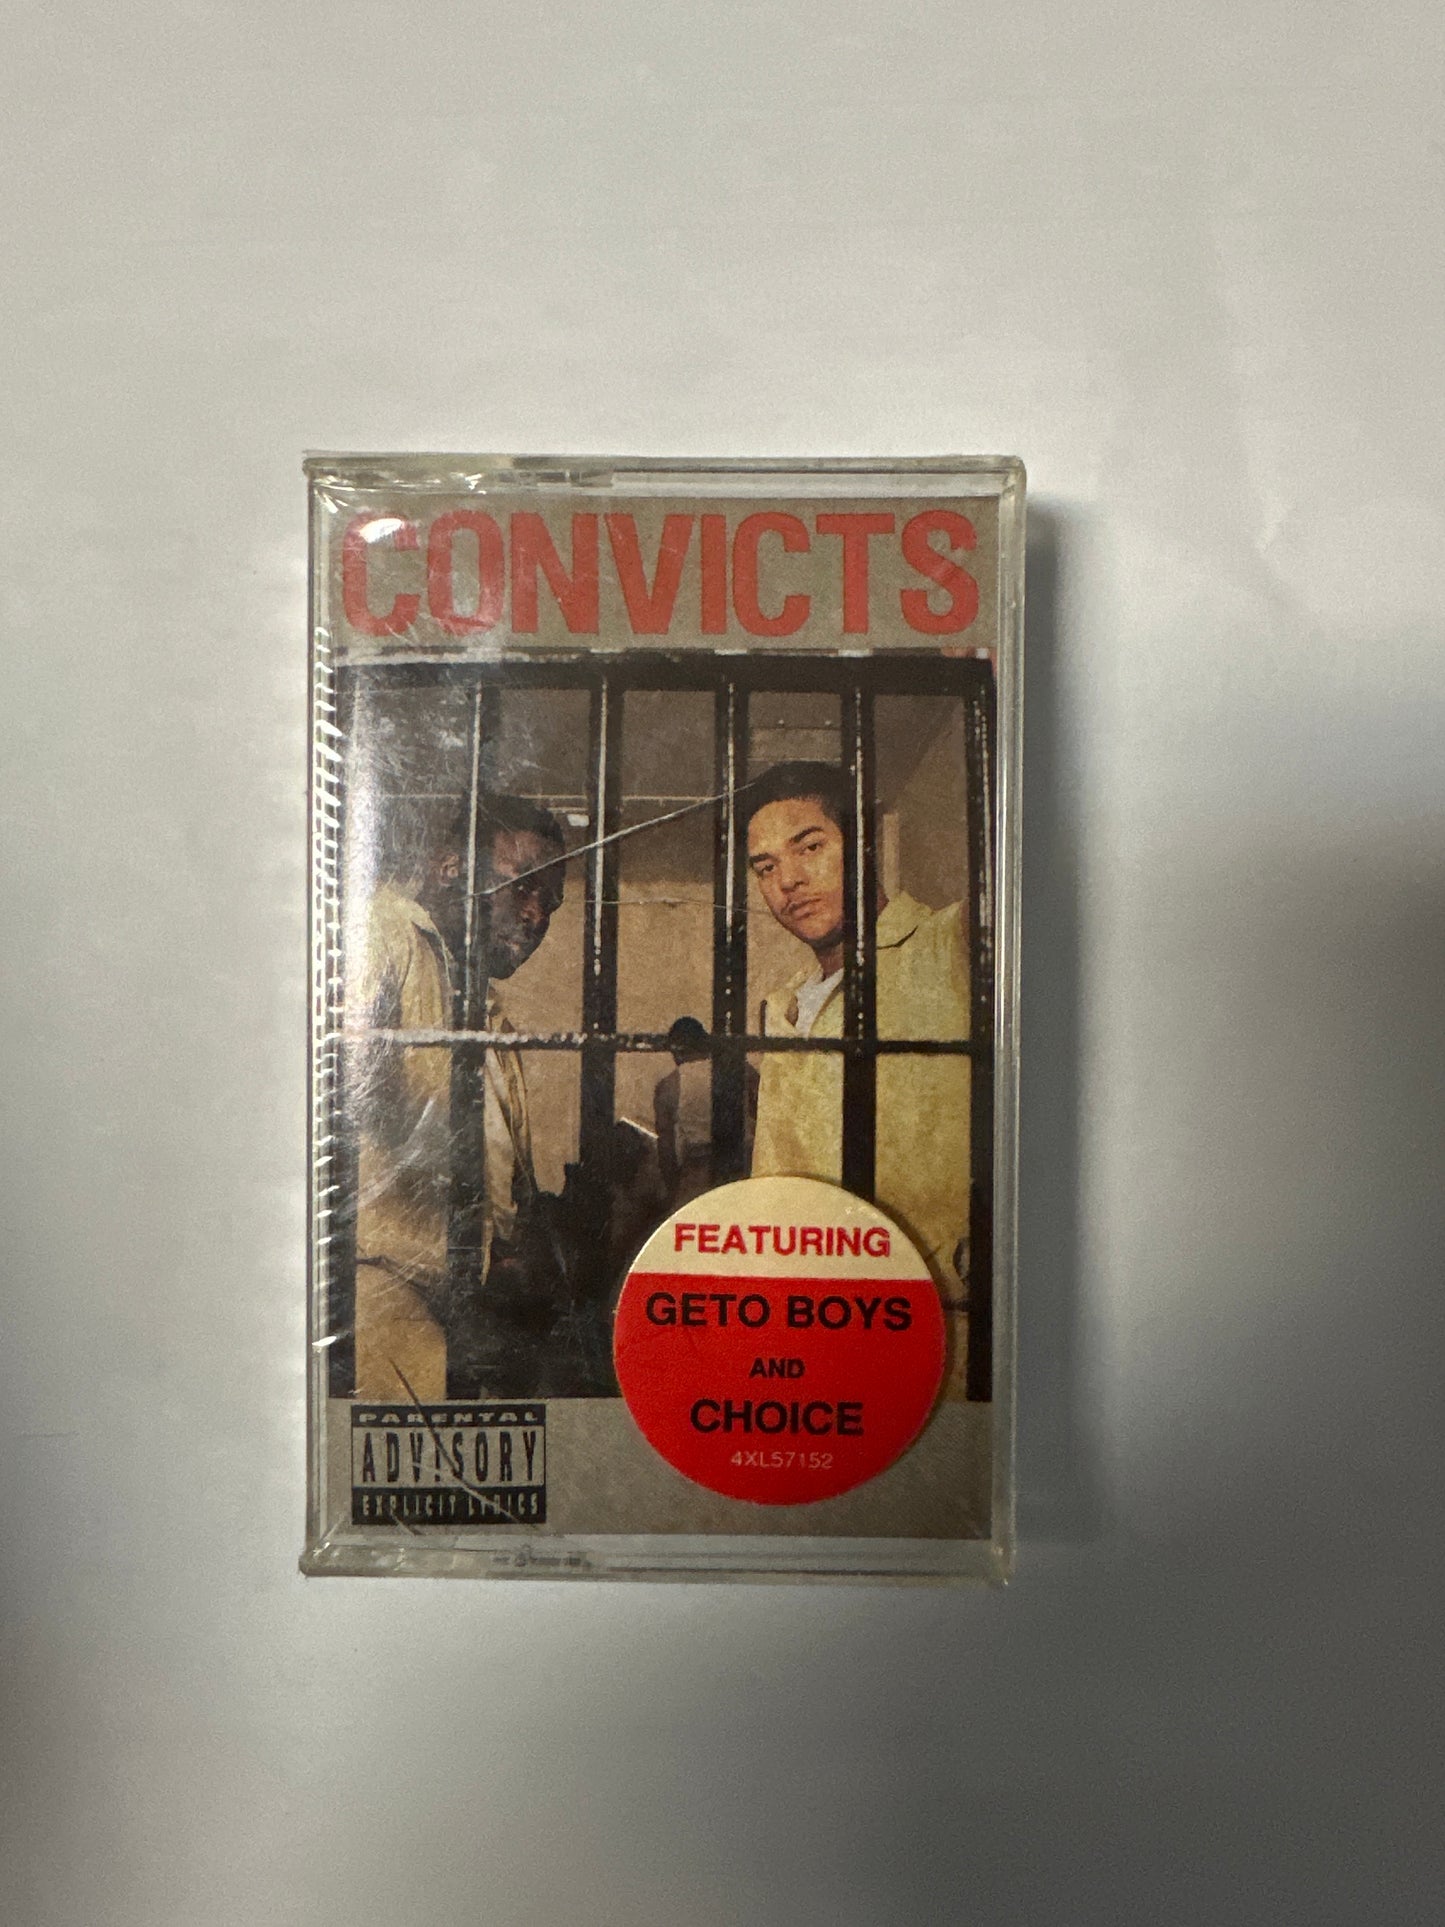 CONVICTS
FEATURING
GETO BOYS
AND
CHOICE
4XL57152
PARENTAL
ADVISORY
EXPLICIT LYRICS